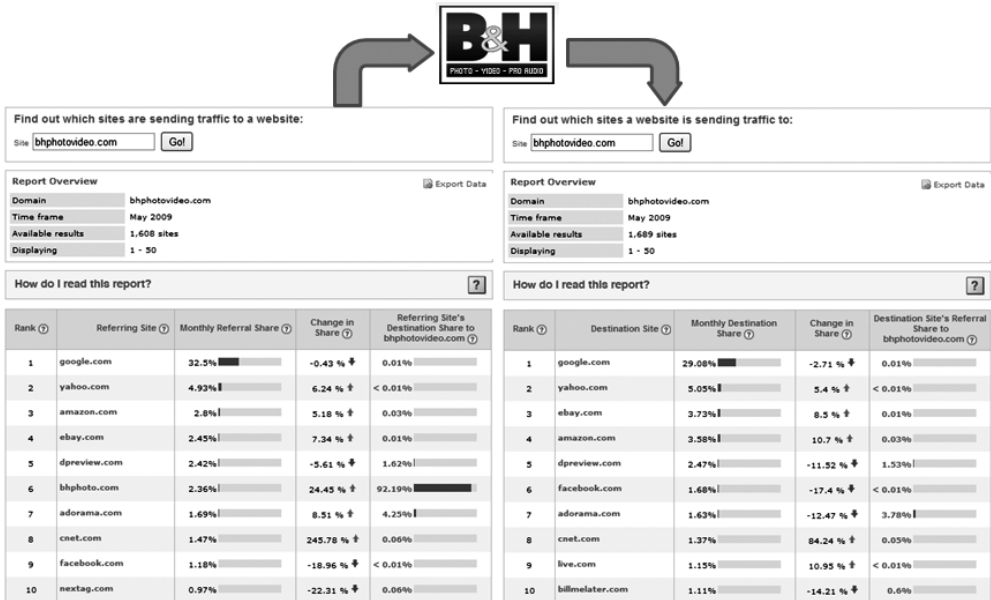 B&H
PHOTO - VIDEO - PRO AUDIO
Find out which sites are sending traffic to a website:
Site bhphotovideo.com Go!
Report Overview
Export Data
Domain bhphotovideo.com
Time frame May 2009
Available results 1,608 sites
Displaying 1 - 50
How do I read this report? ?
Rank ? Referring Site ? Monthly Referral Share ? Change in Share ? Referring Site's Destination Share to bhphotovideo.com ?
1 google.com 32.5% -0.43 % 0.01%
2 yahoo.com 4.93% 6.24 % < 0.01%
3 amazon.com 2.8% 5.18 % 0.03%
4 ebay.com 2.45% 7.34 % 0.01%
5 dpreview.com 2.42% -5.61 % 1.62%
6 bhphoto.com 2.36% 24.45 % 92.19%
7 adorama.com 1.69% 8.51 % 4.25%
8 cnet.com 1.47% 245.78 % 0.06%
9 facebook.com 1.18% -18.96 % < 0.01%
10 nextag.com 0.97% -22.31 % 0.06%
Find out which sites a website is sending traffic to:
Site bhphotovideo.com Go!
Report Overview
Export Data
Domain bhphotovideo.com
Time frame May 2009
Available results 1,689 sites
Displaying 1 - 50
How do I read this report? ?
Rank ? Destination Site ? Monthly Destination Share ? Change in Share ? Destination Site's Referral Share to bhphotovideo.com ?
1 google.com 29.08% -2.71 % 0.01%
2 yahoo.com 5.05% 5.4 % < 0.01%
3 ebay.com 3.73% 8.5 % 0.01%
4 amazon.com 3.58% 10.7 % 0.03%
5 dpreview.com 2.47% -11.52 % 1.53%
6 facebook.com 1.68% -17.4 % < 0.01%
7 adorama.com 1.63% -12.47 % 3.78%
8 cnet.com 1.37% 84.24 % 0.05%
9 live.com 1.15% 10.95 % < 0.01%
10 billmelater.com 1.11% -14.21 % 0.6%